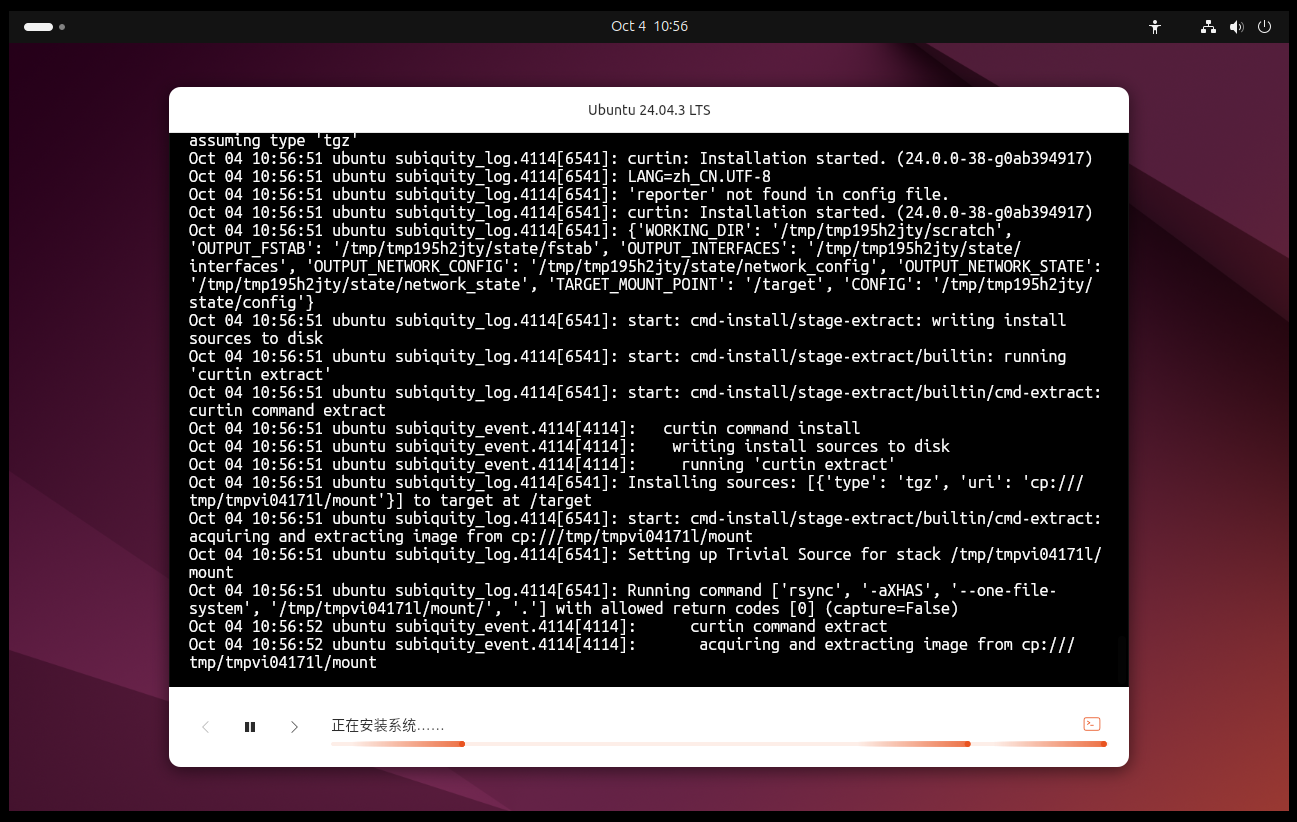 Oct 4 10:56
Ubuntu 24.04.3 LTS
assuming type 'tgz'
Oct 04 10:56:51 ubuntu subiquity_log.4114[6541]: curtin: Installation started. (24.0.0-38-g0ab394917)
Oct 04 10:56:51 ubuntu subiquity_log.4114[6541]: LANG=zh_CN.UTF-8
Oct 04 10:56:51 ubuntu subiquity_log.4114[6541]: 'reporter' not found in config file.
Oct 04 10:56:51 ubuntu subiquity_log.4114[6541]: curtin: Installation started. (24.0.0-38-g0ab394917)
Oct 04 10:56:51 ubuntu subiquity_log.4114[6541]: {'WORKING_DIR': '/tmp/tmp195h2jty/scratch',
'OUTPUT_FSTAB': '/tmp/tmp195h2jty/state/fstab', 'OUTPUT_INTERFACES': '/tmp/tmp195h2jty/state/
interfaces', 'OUTPUT_NETWORK_CONFIG': '/tmp/tmp195h2jty/state/network_config', 'OUTPUT_NETWORK_STATE':
'/tmp/tmp195h2jty/state/network_state', 'TARGET_MOUNT_POINT': '/target', 'CONFIG': '/tmp/tmp195h2jty/
state/config'}
Oct 04 10:56:51 ubuntu subiquity_log.4114[6541]: start: cmd-install/stage-extract: writing install
sources to disk
Oct 04 10:56:51 ubuntu subiquity_log.4114[6541]: start: cmd-install/stage-extract/builtin: running
'curtin extract'
Oct 04 10:56:51 ubuntu subiquity_log.4114[6541]: start: cmd-install/stage-extract/builtin/cmd-extract:
curtin command extract
Oct 04 10:56:51 ubuntu subiquity_event.4114[4114]:   curtin command install
Oct 04 10:56:51 ubuntu subiquity_event.4114[4114]:    writing install sources to disk
Oct 04 10:56:51 ubuntu subiquity_event.4114[4114]:     running 'curtin extract'
Oct 04 10:56:51 ubuntu subiquity_log.4114[6541]: Installing sources: [{'type': 'tgz', 'uri': 'cp:///
tmp/tmpvi04171l/mount'}] to target at /target
Oct 04 10:56:51 ubuntu subiquity_log.4114[6541]: start: cmd-install/stage-extract/builtin/cmd-extract:
acquiring and extracting image from cp:///tmp/tmpvi04171l/mount
Oct 04 10:56:51 ubuntu subiquity_log.4114[6541]: Setting up Trivial Source for stack /tmp/tmpvi04171l/
mount
Oct 04 10:56:51 ubuntu subiquity_log.4114[6541]: Running command ['rsync', '-aXHAS', '--one-file-
system', '/tmp/tmpvi04171l/mount/', '.'] with allowed return codes [0] (capture=False)
Oct 04 10:56:52 ubuntu subiquity_event.4114[4114]:      curtin command extract
Oct 04 10:56:52 ubuntu subiquity_event.4114[4114]:       acquiring and extracting image from cp:///
tmp/tmpvi04171l/mount
正在安装系统……